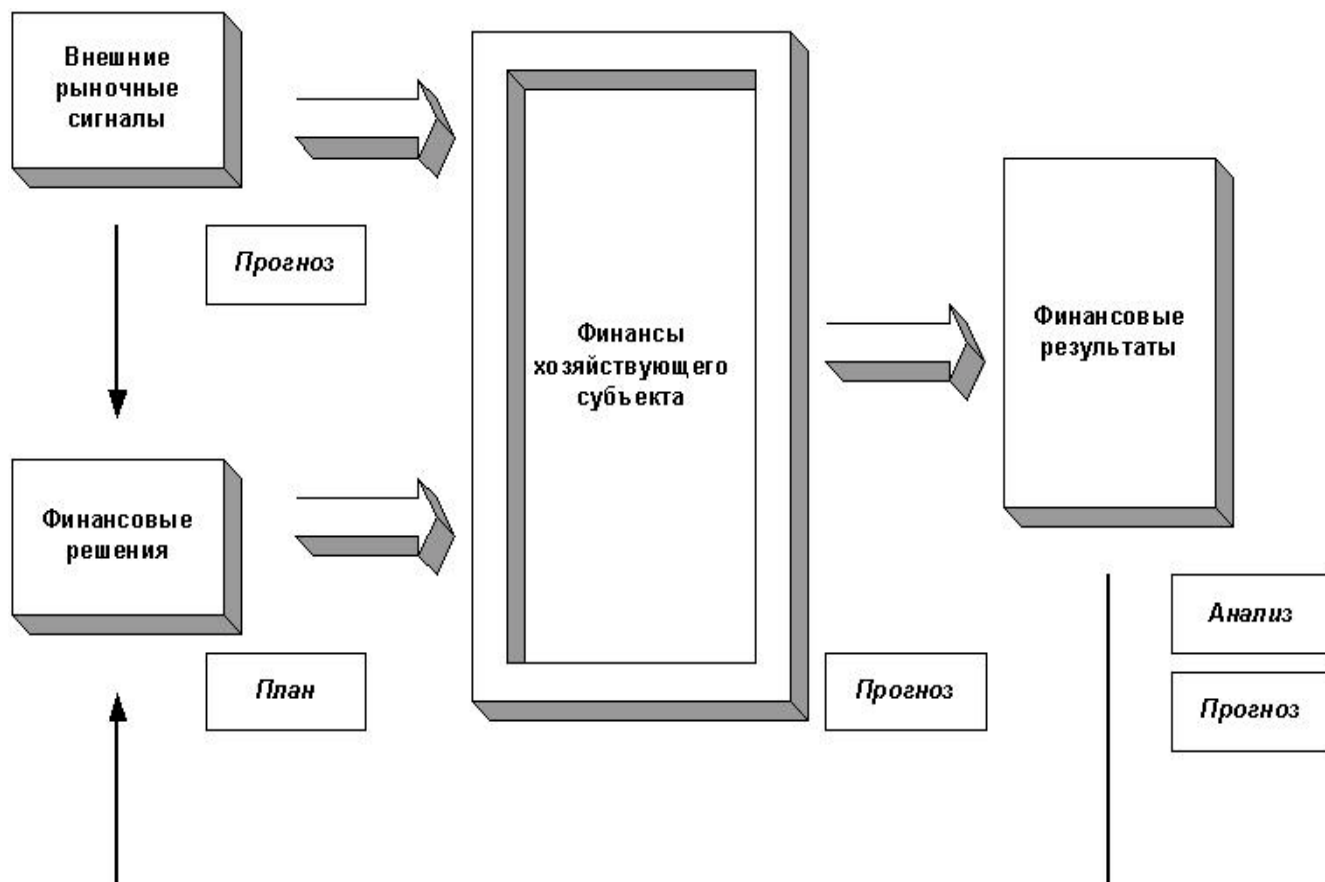 Внешние
рыночные
сигналы
Прогноз
Финансовые
решения
План
Финансы
хозяйствующего
субъекта
Прогноз
Финансовые
результаты
Анализ
Прогноз